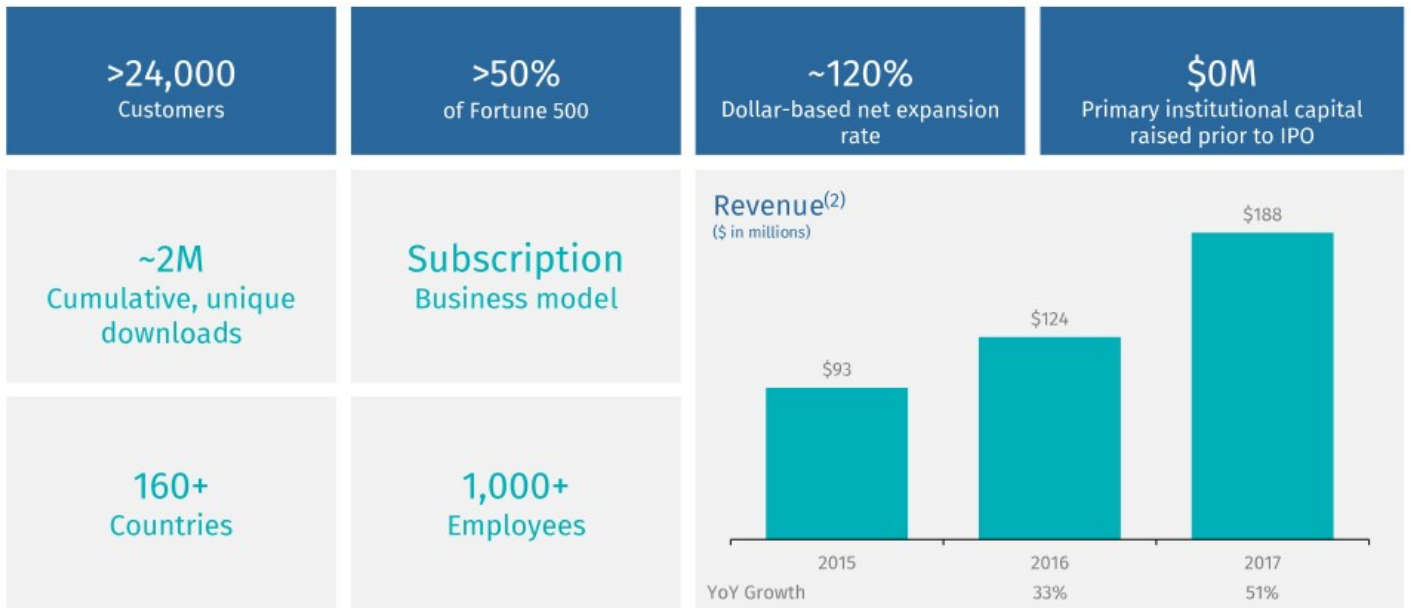 >24,000
Customers
>50%
of Fortune 500
~120%
Dollar-based net expansion
rate
$0M
Primary institutional capital
raised prior to IPO
~2M
Cumulative, unique
downloads
Subscription
Business model
160+
Countries
1,000+
Employees
Revenue(2)
($ in millions)
$93
$124
$188
2015 2016 2017
YoY Growth 33% 51%